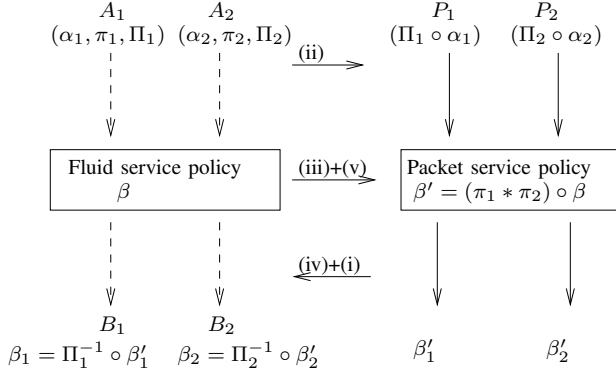 A₁ A₂ P₁ P₂
(α₁, π₁, Π₁) (α₂, π₂, Π₂) (Π₁ ∘ α₁) (Π₂ ∘ α₂)
(ii)
Fluid service policy (iii)+(v) Packet service policy
β β′ = (π₁ * π₂) ∘ β
(iv)+(i)
B₁ B₂
β₁ = Π₁⁻¹ ∘ β′₁ β₂ = Π₂⁻¹ ∘ β′₂ β′₁ β′₂